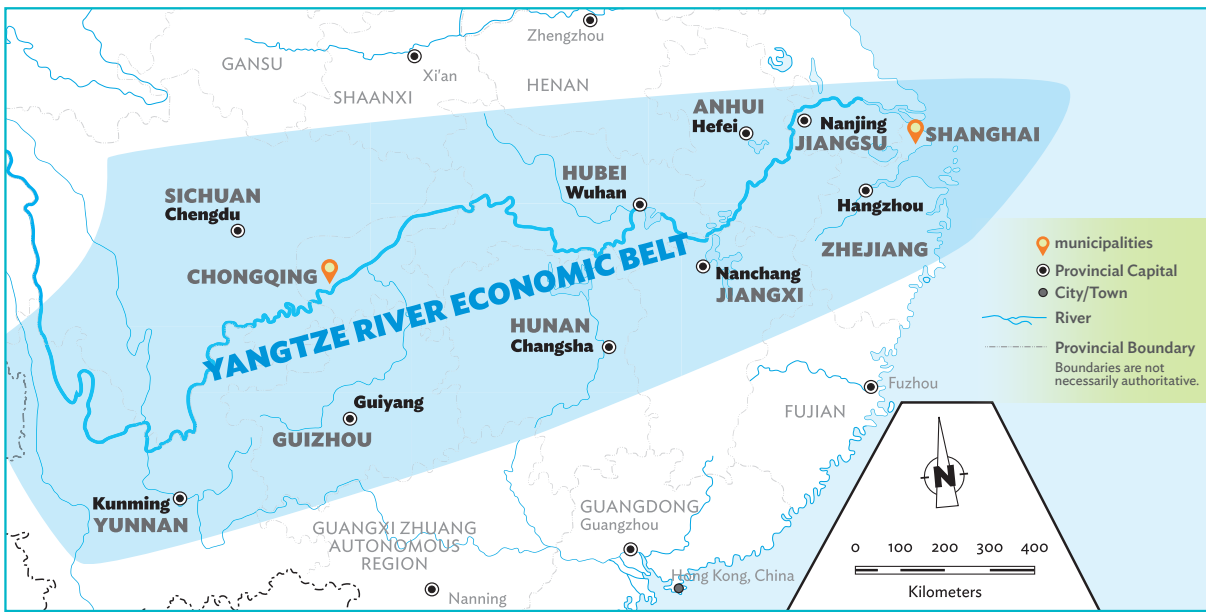 Zhengzhou
GANSU
Xi'an
HENAN
SHAANXI
ANHUI
Hefei
Nanjing
JIANGSU
SHANGHAI
HUBEI
Wuhan
SICHUAN
Chengdu
Hangzhou
ZHEJIANG
CHONGQING
YANGTZE RIVER ECONOMIC BELT
Nanchang
JIANGXI
HUNAN
Changsha
Guiyang
GUIZHOU
Fuzhou
FUJIAN
Kunming
YUNNAN
GUANGXI ZHUANG
AUTONOMOUS
REGION
GUANGDONG
Guangzhou
Hong Kong, China
Nanning
municipalities
Provincial Capital
City/Town
River
Provincial Boundary
Boundaries are not
necessarily authoritative.
N
0 100 200 300 400
Kilometers